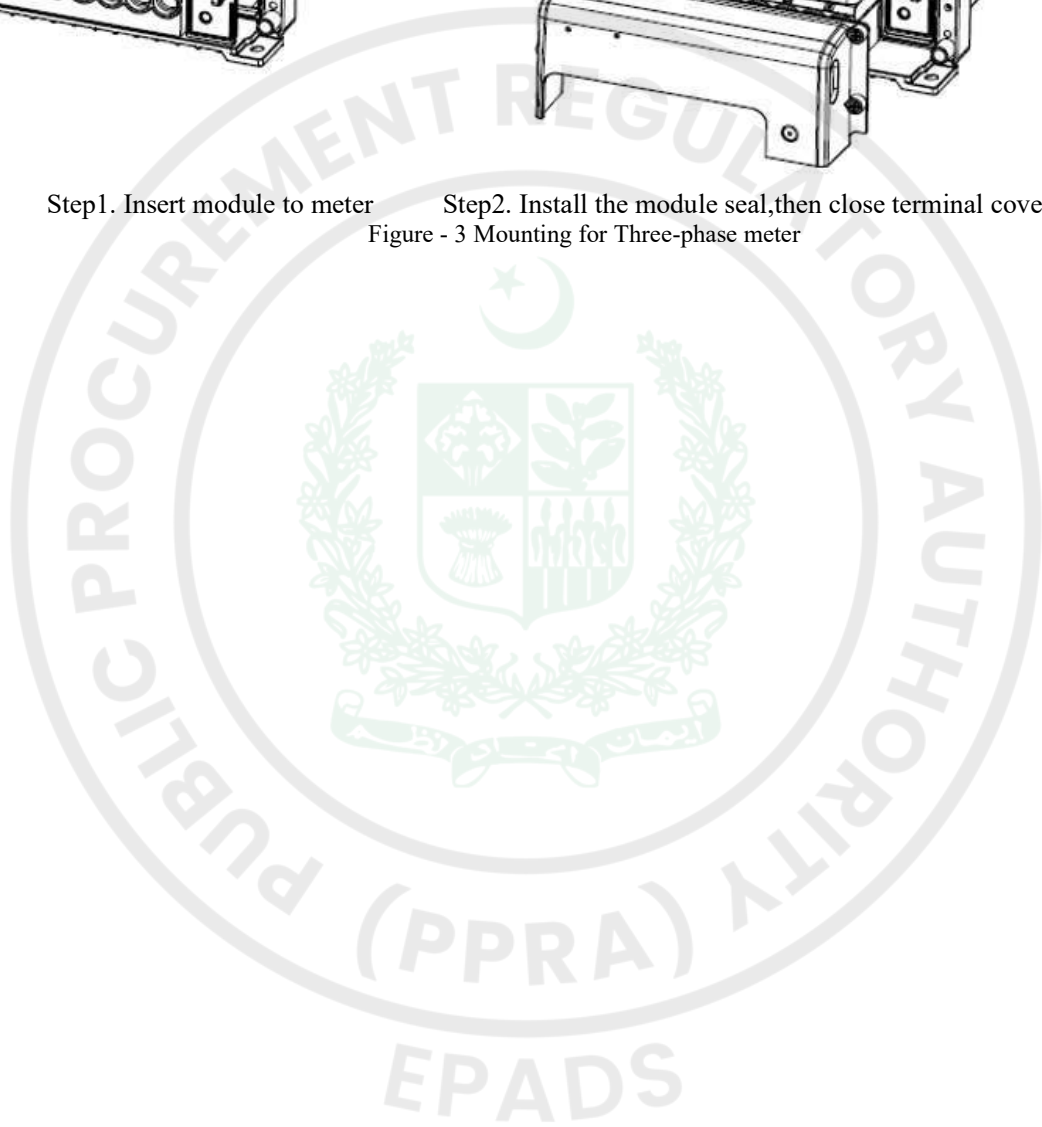 Step1. Insert module to meter
Step2. Install the module seal,then close terminal cove
Figure - 3 Mounting for Three-phase meter
PUBLIC PROCUREMENT REGULATORY AUTHORITY
(PPRA)
EPADS